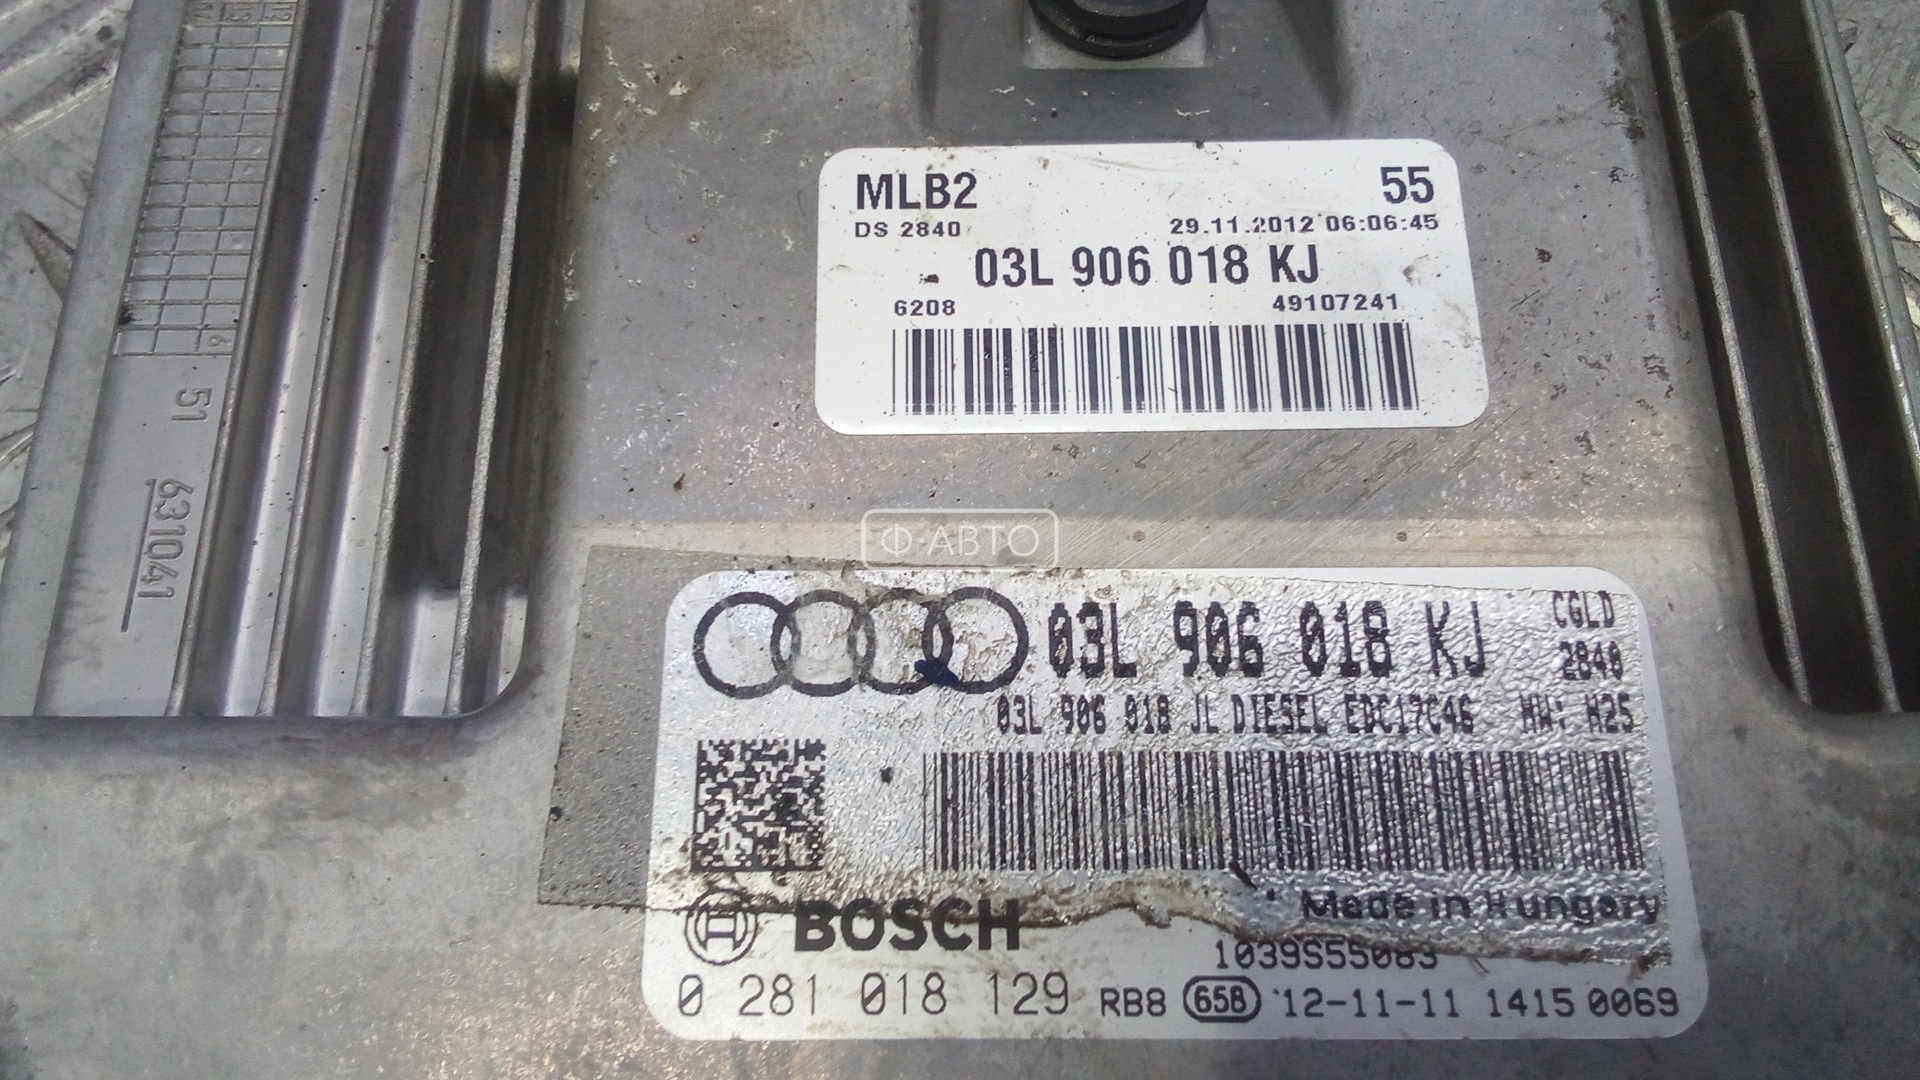 MLB2 55
DS 2840 29.11.2012 06:06:45
03L 906 018 KJ
6208 49107241
51
631041
Ф·АВТО
03L 906 018 KJ CGLD
2840
03L 906 018 JL DIESEL EDC17C46 HW: H25
BOSCH Made in Hungary
1039S55083
0 281 018 129 RB8 658 12-11-11 1415 0069